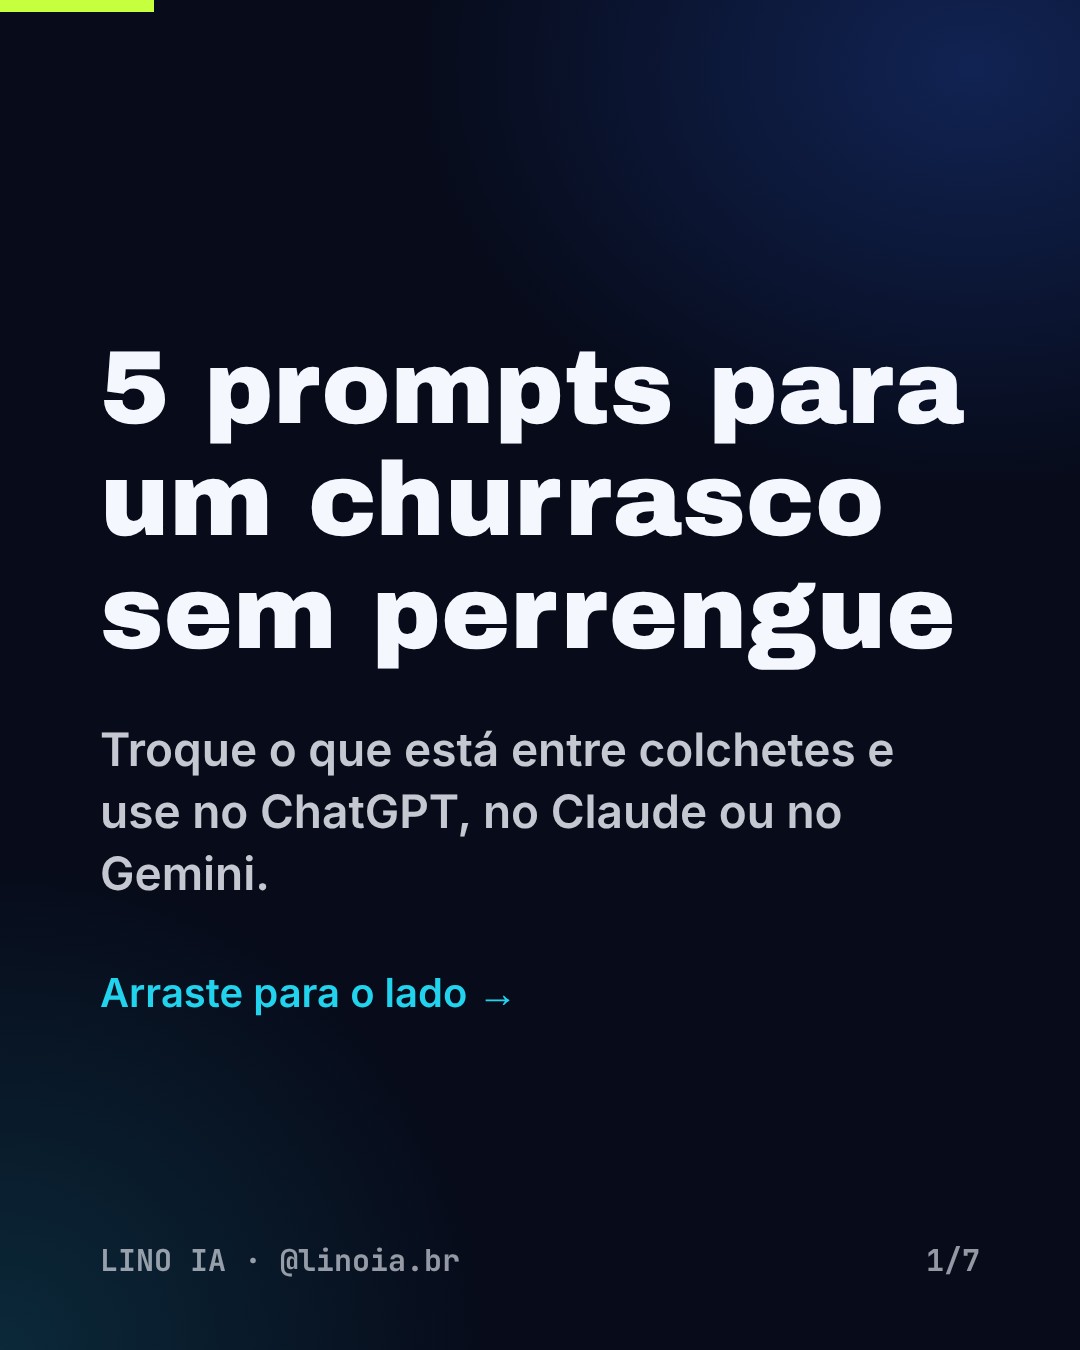 5 prompts para
um churrasco
sem perrengue
Troque o que está entre colchetes e
use no ChatGPT, no Claude ou no
Gemini.
Arraste para o lado →
LINO IA · @linoia.br
1/7